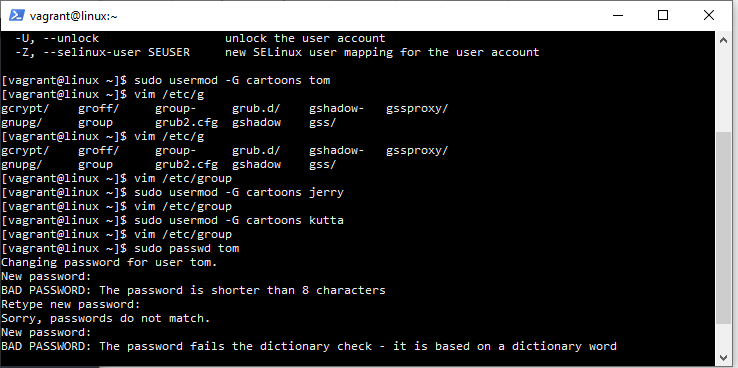 vagrant@linux:~
-U, --unlock                  unlock the user account
-Z, --selinux-user SEUSER     new SELinux user mapping for the user account
[vagrant@linux ~]$ sudo usermod -G cartoons tom
[vagrant@linux ~]$ vim /etc/g
gcrypt/    groff/     group-     grub.d/    gshadow-   gssproxy/
gnupg/     group      grub2.cfg  gshadow    gss/
[vagrant@linux ~]$ vim /etc/g
gcrypt/    groff/     group-     grub.d/    gshadow-   gssproxy/
gnupg/     group      grub2.cfg  gshadow    gss/
[vagrant@linux ~]$ vim /etc/group
[vagrant@linux ~]$ sudo usermod -G cartoons jerry
[vagrant@linux ~]$ vim /etc/group
[vagrant@linux ~]$ sudo usermod -G cartoons kutta
[vagrant@linux ~]$ vim /etc/group
[vagrant@linux ~]$ sudo passwd tom
Changing password for user tom.
New password:
BAD PASSWORD: The password is shorter than 8 characters
Retype new password:
Sorry, passwords do not match.
New password:
BAD PASSWORD: The password fails the dictionary check - it is based on a dictionary word